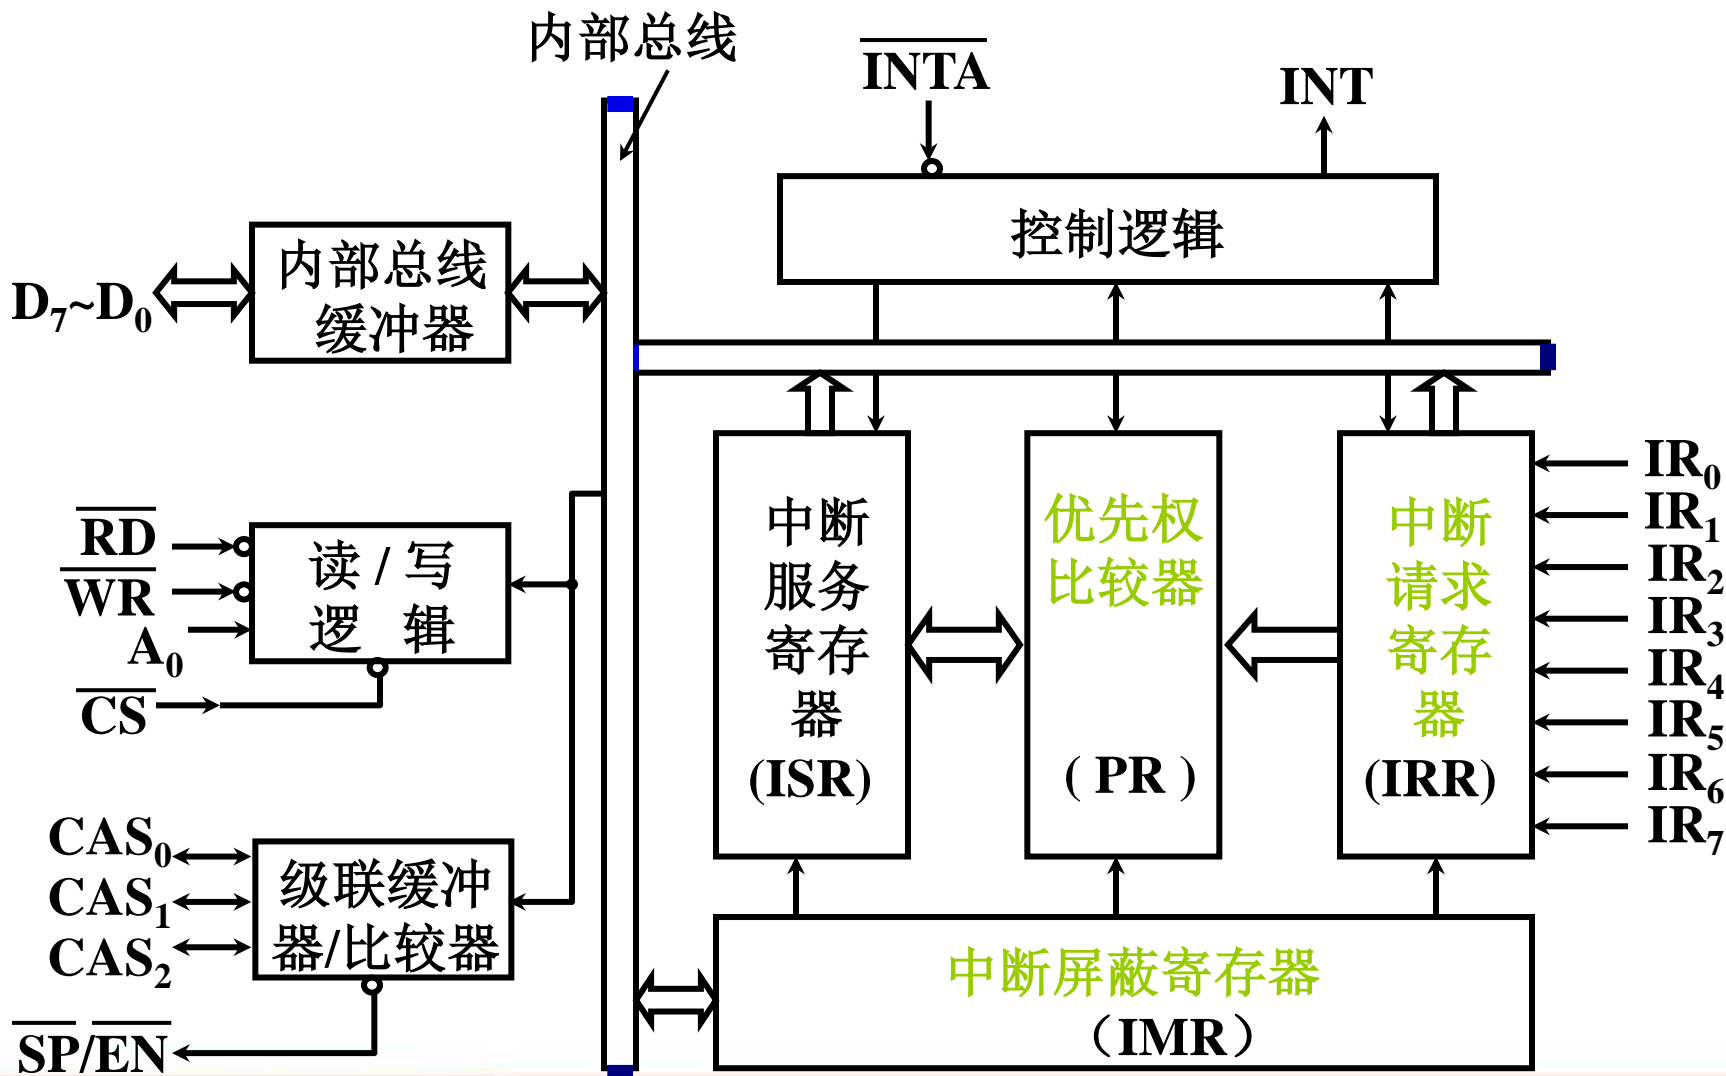 内部总线
INTA
INT
控制逻辑
内部总线
缓冲器
D7~D0
RD
WR
A0
CS
读/写
逻 辑
CAS0
CAS1
CAS2
级联缓冲
器/比较器
SP/EN
中断
服务
寄存
器
(ISR)
优先权
比较器
( PR )
中断
请求
寄存
器
(IRR)
IR0
IR1
IR2
IR3
IR4
IR5
IR6
IR7
中断屏蔽寄存器
（IMR）